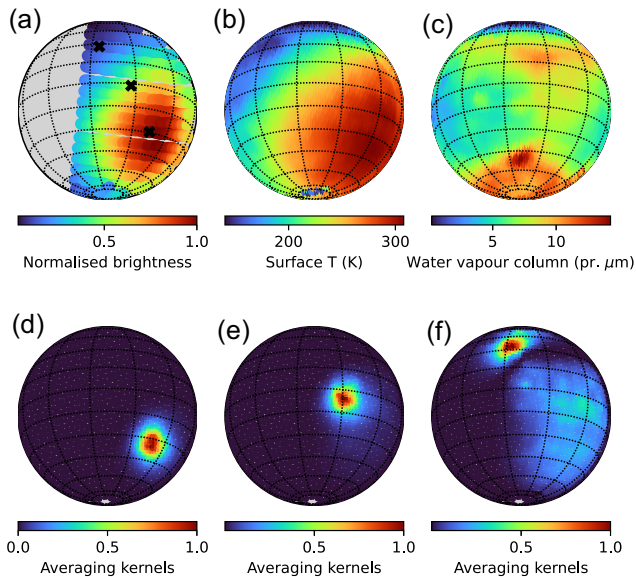 (a) (b) (c)
0.5 1.0 200 300 5 10
Normalised brightness Surface T (K) Water vapour column (pr. μm)
(d) (e) (f)
0.0 0.5 1.0 0.5 1.0 0.5 1.0
Averaging kernels Averaging kernels Averaging kernels